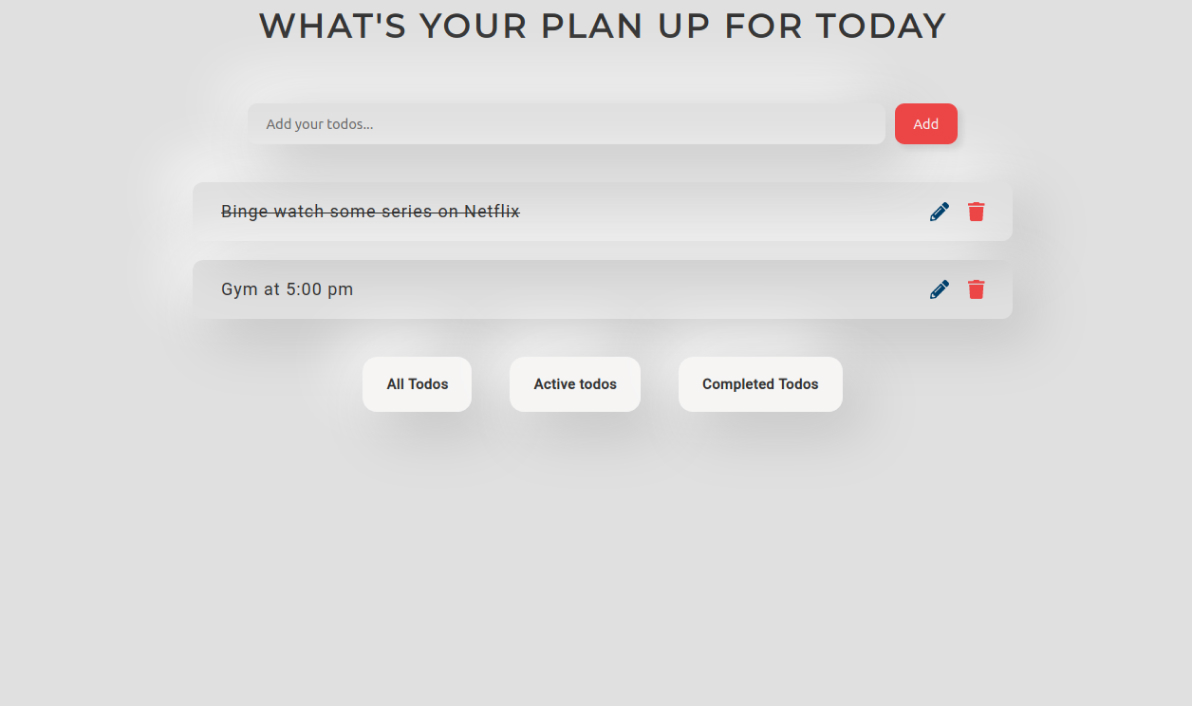 WHAT'S YOUR PLAN UP FOR TODAY
Add your todos...
Add
Binge watch some series on Netflix
Gym at 5:00 pm
All Todos
Active todos
Completed Todos